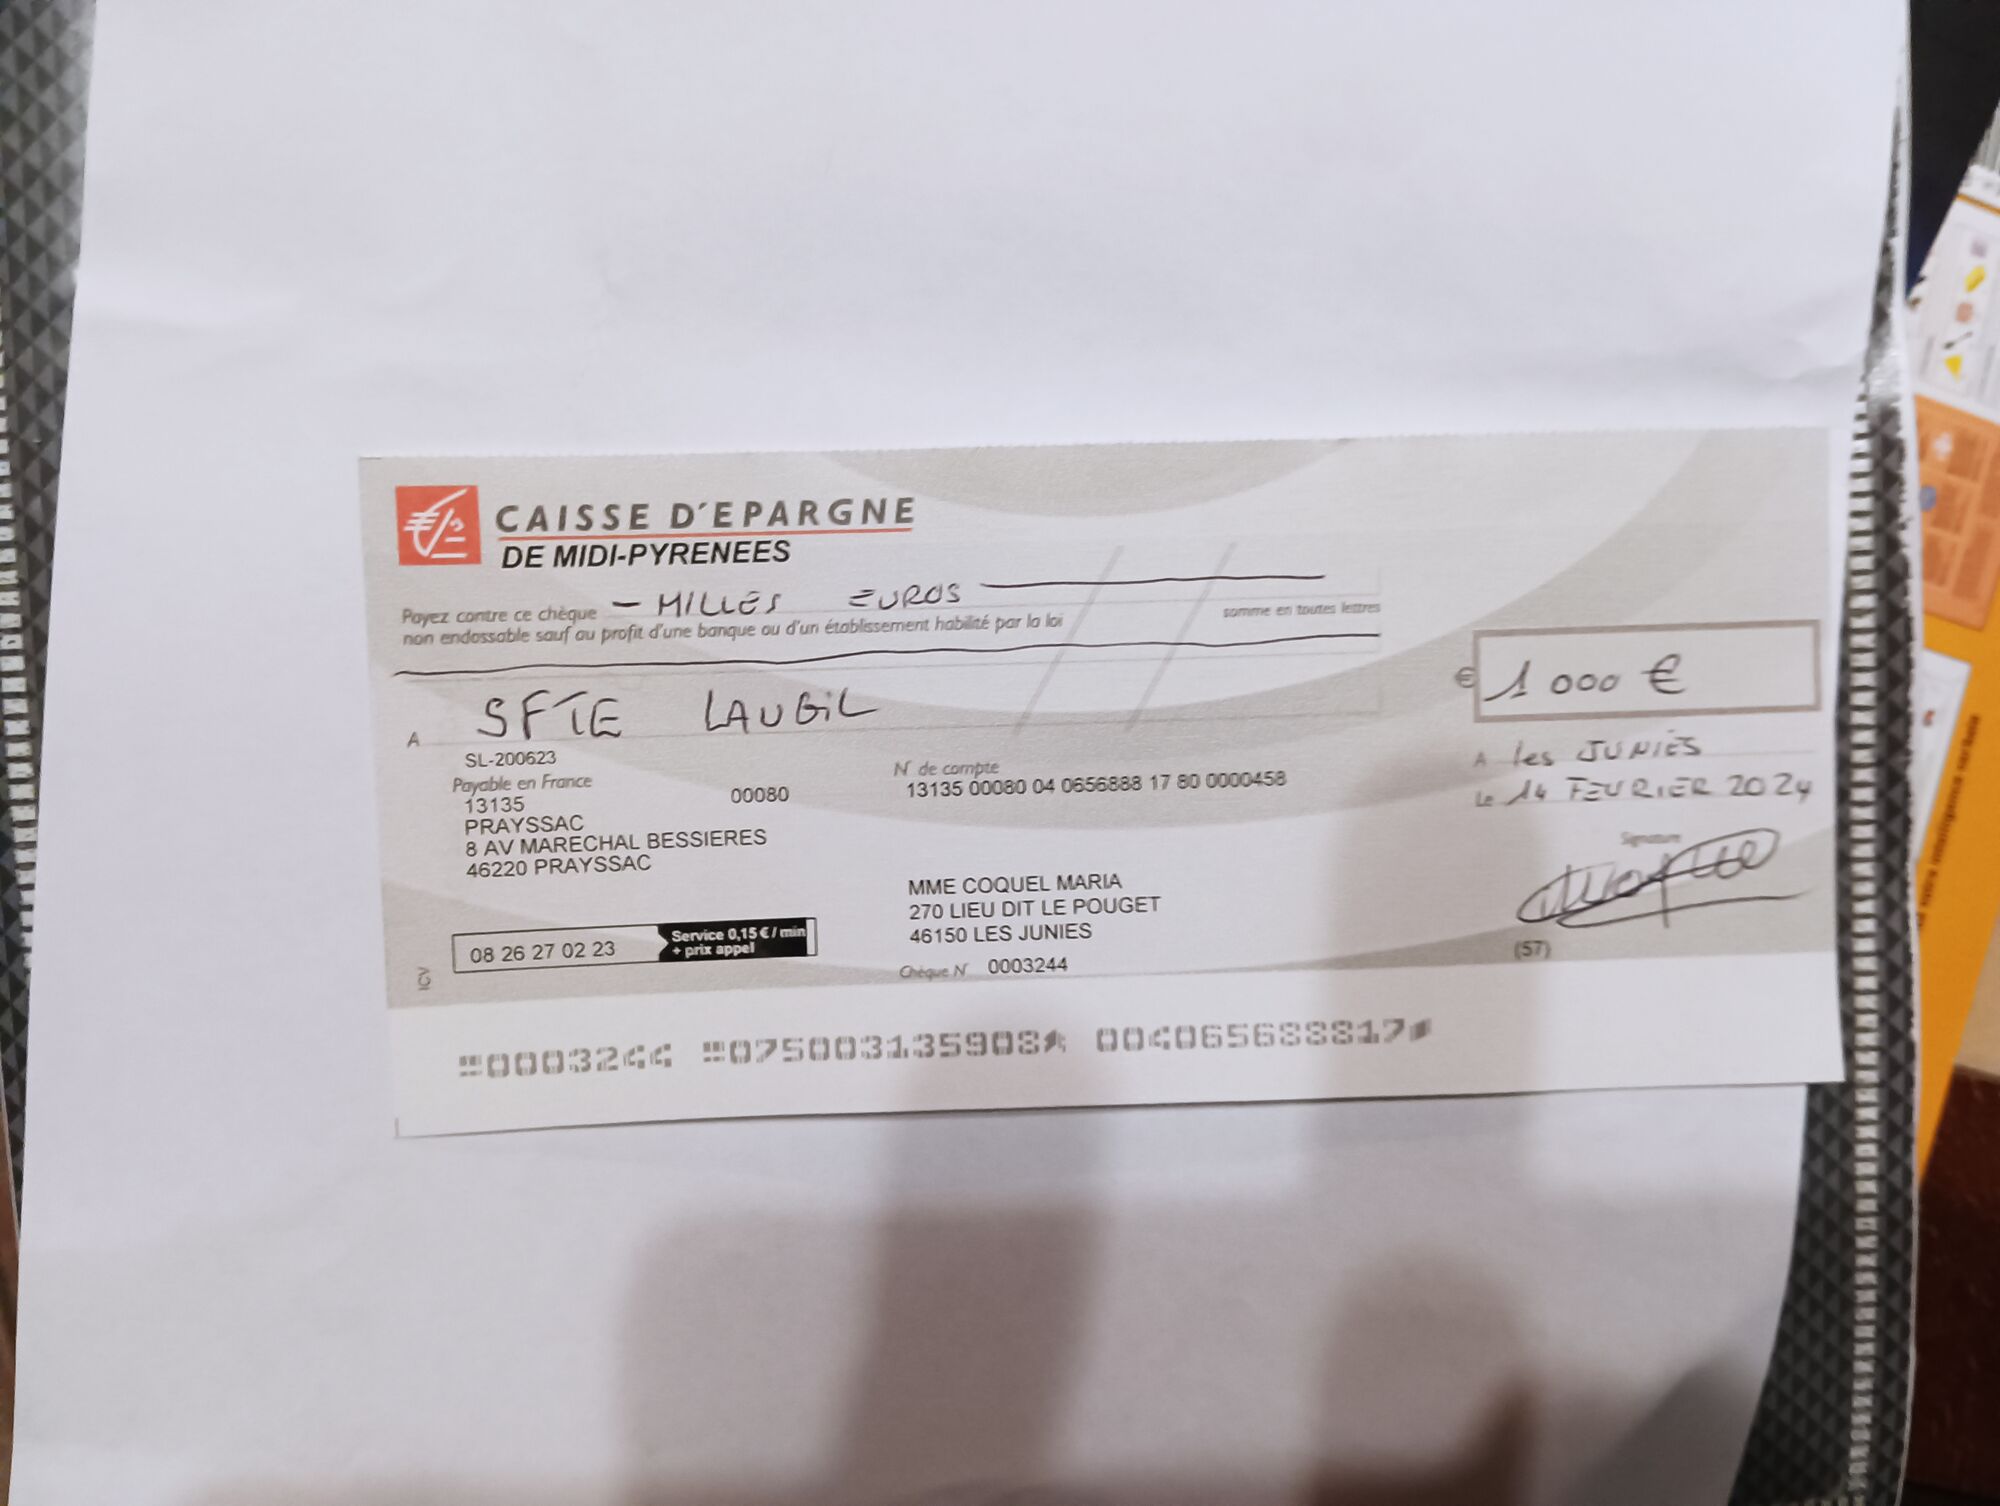 CAISSE D'EPARGNE
DE MIDI-PYRENEES
Payez contre ce chèque - MILLES EUROS
non endossable sauf au profit d'une banque ou d'un établissement habilité par la loi
somme en toutes lettres
€ 1 000 €
A SFTE LAUGIL
A les JUNIÈS
Le 14 FEVRIER 2024
SL-200623
Payable en France
13135 00080
PRAYSSAC
8 AV MARECHAL BESSIERES
46220 PRAYSSAC
N° de compte
13135 00080 04 0656888 17 80 0000458
Signature
MME COQUEL MARIA
270 LIEU DIT LE POUGET
46150 LES JUNIES
08 26 27 02 23
Service 0,15 € / min
+ prix appel
Chèque N° 0003244
(57)
0003244 075003135908 004065688817